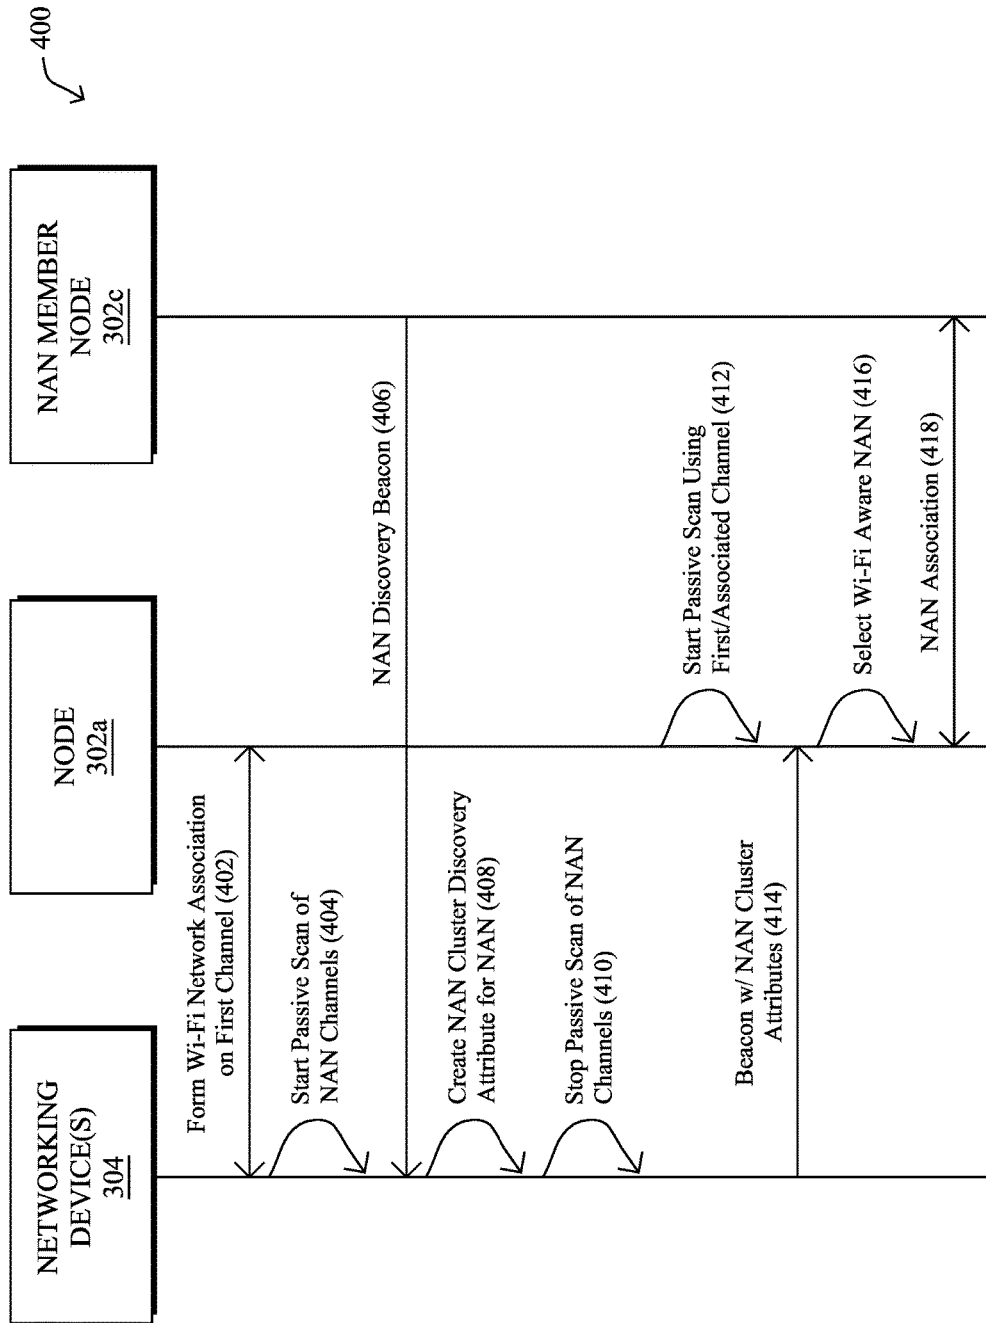 400
NETWORKING
DEVICE(S)
304
NODE
302a
NAN MEMBER
NODE
302c
Form Wi-Fi Network Association
on First Channel (402)
Start Passive Scan of
NAN Channels (404)
NAN Discovery Beacon (406)
Create NAN Cluster Discovery
Attribute for NAN (408)
Stop Passive Scan of NAN
Channels (410)
Start Passive Scan Using
First/Associated Channel (412)
Beacon w/ NAN Cluster
Attributes (414)
Select Wi-Fi Aware NAN (416)
NAN Association (418)